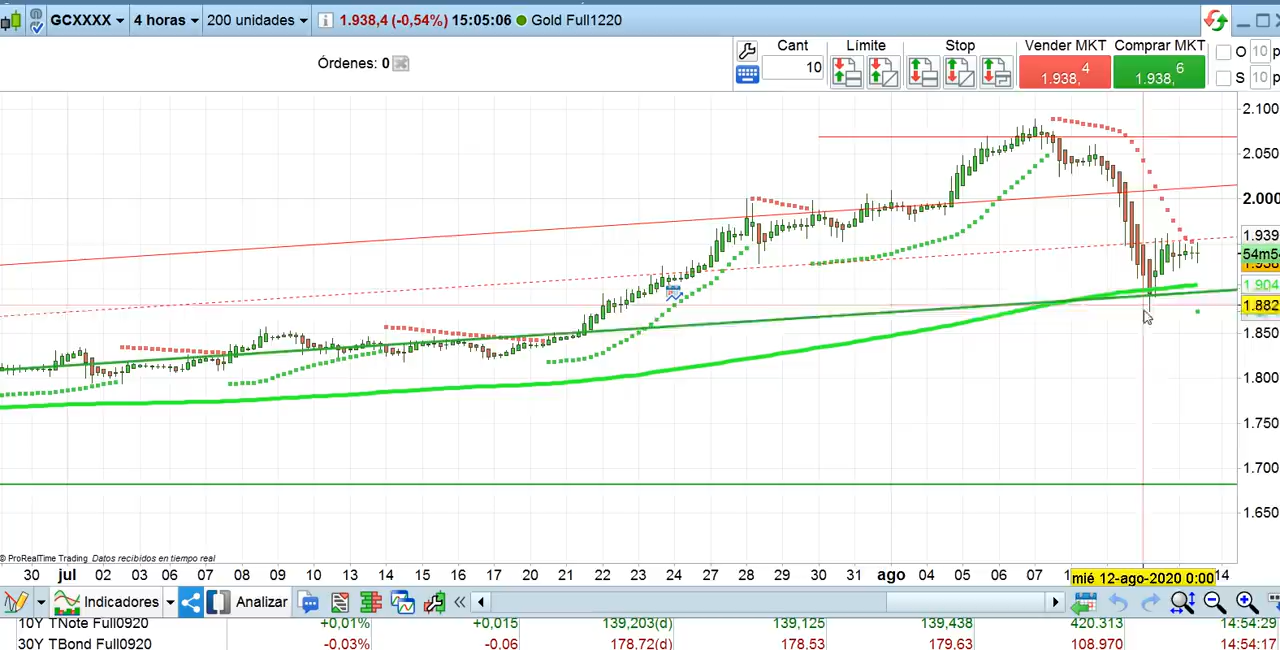 GCXXXX 4 horas 200 unidades 1.938,4 (-0,54%) 15:05:06 Gold Full1220
Órdenes: 0 Cant Límite Stop Vender MKT Comprar MKT O 10 p
10 1.938, 4 1.938, 6 S 10 p
2.100
2.050
2.000
1.939
54m5
1.904
1.882
1.850
1.800
1.750
1.700
1.650
© ProRealTime Trading Datos recibidos en tiempo real
30 jul 02 03 06 07 08 09 10 13 14 15 16 17 20 21 22 23 24 27 28 29 30 31 ago 04 05 06 07 mié 12-ago-2020 0:00 14
Indicadores Analizar
10Y TNote Full0920 +0,01% +0,015 139,203(d) 139,125 139,438 420.313 14:54:29
30Y TBond Full0920 -0.03% -0.06 178,72(d) 178.53 179.63 108.970 14:54:17